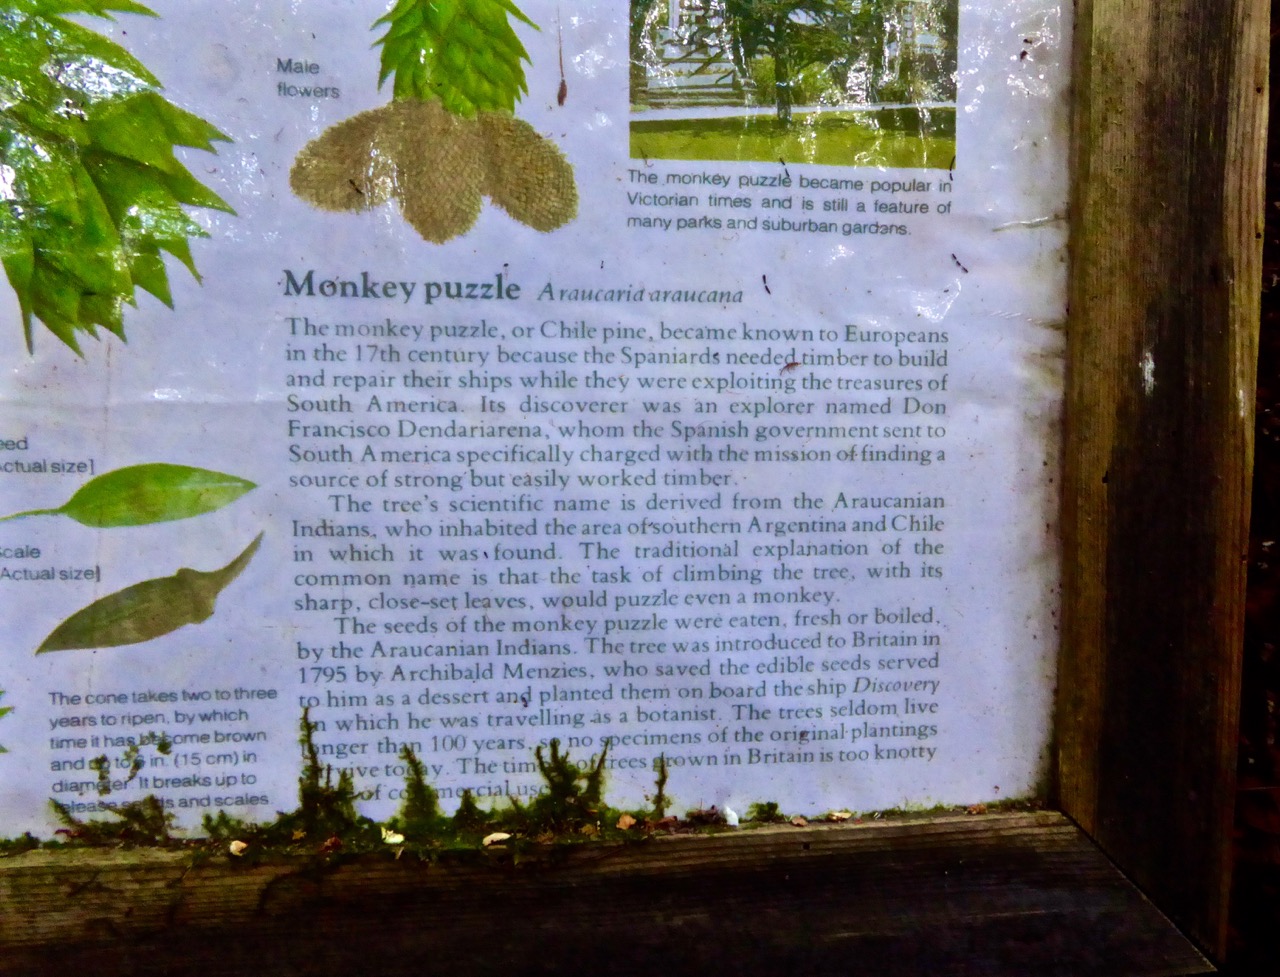 Male
flowers
The monkey puzzle became popular in
Victorian times and is still a feature of
many parks and suburban gardens.
Monkey puzzle Araucaria araucana
The monkey puzzle, or Chile pine, became known to Europeans
in the 17th century because the Spaniards needed timber to build
and repair their ships while they were exploiting the treasures of
South America. Its discoverer was an explorer named Don
Francisco Dendariarena, whom the Spanish government sent to
South America specifically charged with the mission of finding a
source of strong but easily worked timber.
The tree's scientific name is derived from the Araucanian
Indians, who inhabited the area of southern Argentina and Chile
in which it was found. The traditional explanation of the
common name is that the task of climbing the tree, with its
sharp, close-set leaves, would puzzle even a monkey.
The seeds of the monkey puzzle were eaten, fresh or boiled,
by the Araucanian Indians. The tree was introduced to Britain in
1795 by Archibald Menzies, who saved the edible seeds served
to him as a dessert and planted them on board the ship Discovery
in which he was travelling as a botanist. The trees seldom live
longer than 100 years, so no specimens of the original plantings
today. The of trees grown in Britain is too knotty
of commercial use
eed
Actual size]
Scale
Actual size]
The cone takes two to three
years to ripen, by which
time it has become brown
and up to 6 in. (15 cm) in
diameter. It breaks up to
release seeds and scales